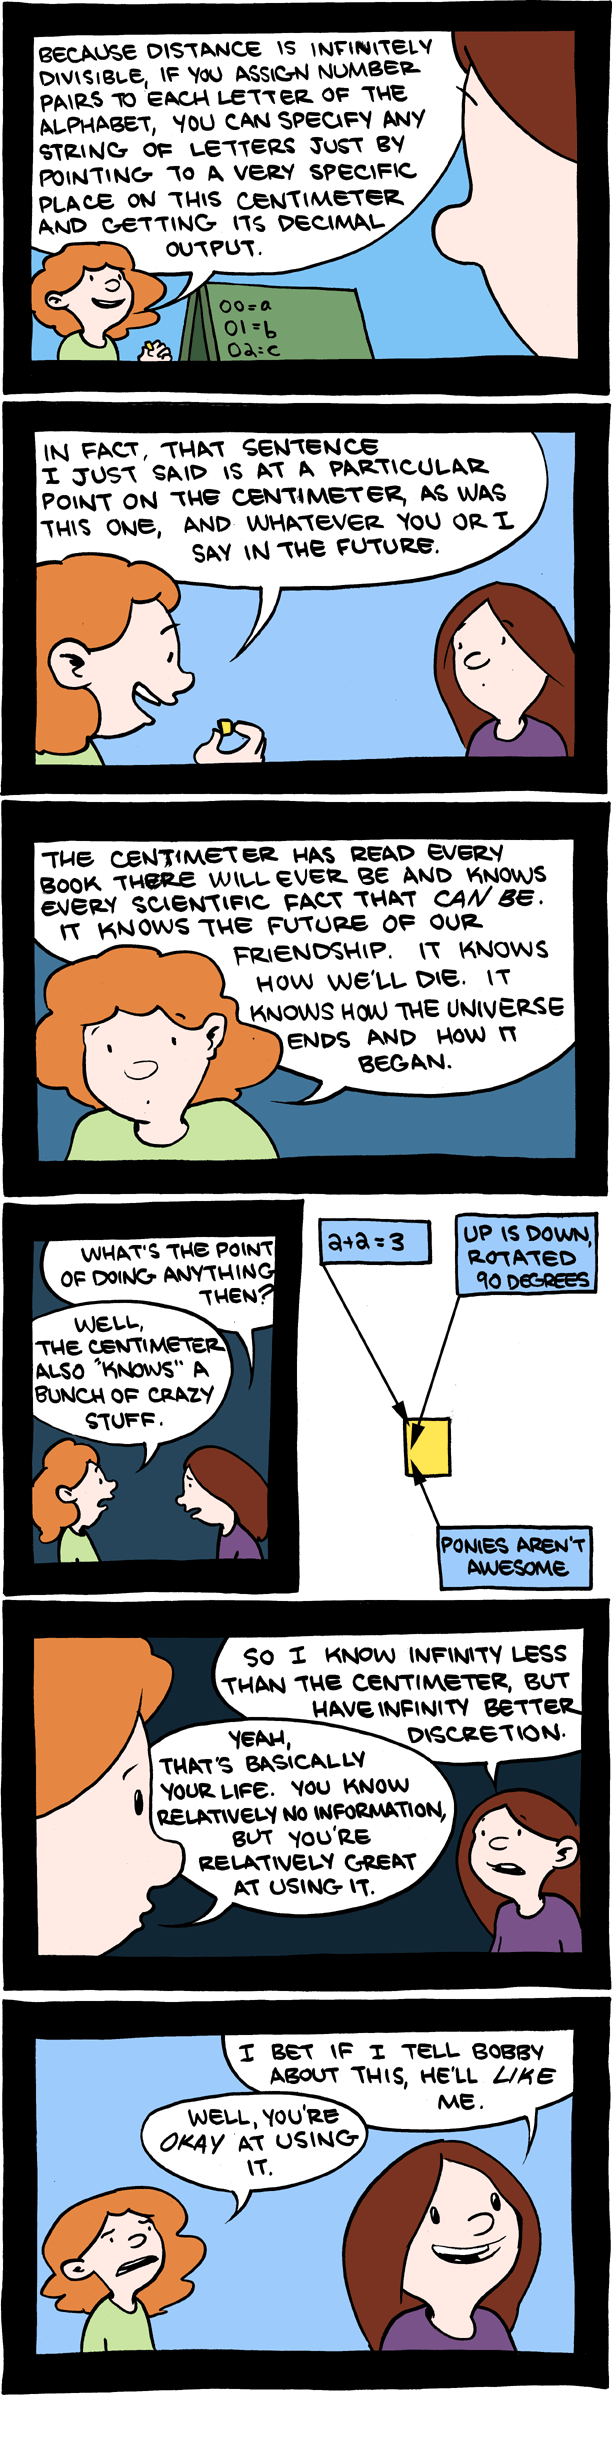 BECAUSE DISTANCE IS INFINITELY
DIVISIBLE, IF YOU ASSIGN NUMBER
PAIRS TO EACH LETTER OF THE
ALPHABET, YOU CAN SPECIFY ANY
STRING OF LETTERS JUST BY
POINTING TO A VERY SPECIFIC
PLACE ON THIS CENTIMETER
AND GETTING ITS DECIMAL
OUTPUT.
00=a
01=b
02=c
IN FACT, THAT SENTENCE
I JUST SAID IS AT A PARTICULAR
POINT ON THE CENTIMETER, AS WAS
THIS ONE, AND WHATEVER YOU OR I
SAY IN THE FUTURE.
THE CENTIMETER HAS READ EVERY
BOOK THERE WILL EVER BE AND KNOWS
EVERY SCIENTIFIC FACT THAT CAN BE.
IT KNOWS THE FUTURE OF OUR
FRIENDSHIP. IT KNOWS
HOW WE'LL DIE. IT
KNOWS HOW THE UNIVERSE
ENDS AND HOW IT
BEGAN.
WHAT'S THE POINT
OF DOING ANYTHING
THEN?
WELL,
THE CENTIMETER
ALSO "KNOWS" A
BUNCH OF CRAZY
STUFF.
2+2=3
UP IS DOWN,
ROTATED
90 DEGREES
PONIES AREN'T
AWESOME
SO I KNOW INFINITY LESS
THAN THE CENTIMETER, BUT
HAVE INFINITY BETTER
DISCRETION.
YEAH,
THAT'S BASICALLY
YOUR LIFE. YOU KNOW
RELATIVELY NO INFORMATION,
BUT YOU'RE
RELATIVELY GREAT
AT USING IT.
I BET IF I TELL BOBBY
ABOUT THIS, HE'LL LIKE
ME.
WELL, YOU'RE
OKAY AT USING
IT.